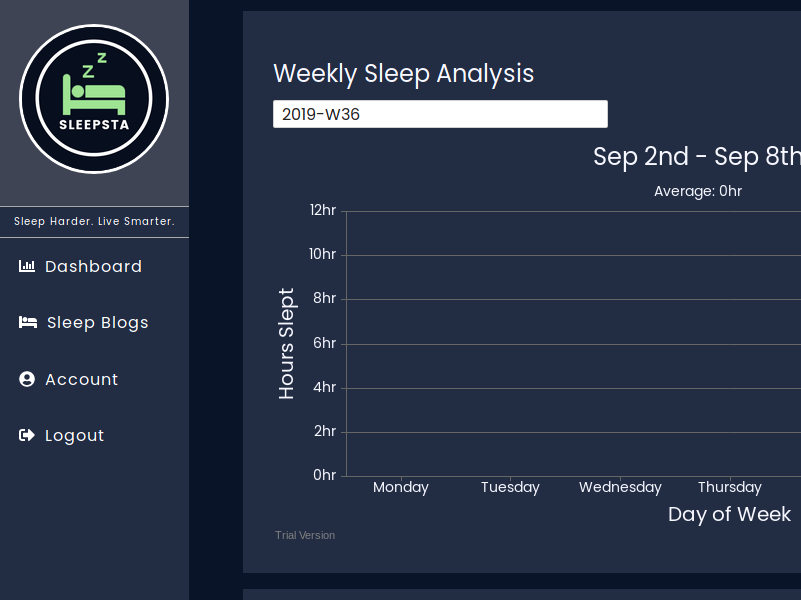 z
Z
SLEEPSTA
Sleep Harder. Live Smarter.
Dashboard
Sleep Blogs
Account
Logout
Weekly Sleep Analysis
2019-W36
Sep 2nd - Sep 8th
Average: 0hr
12hr
10hr
8hr
6hr
4hr
2hr
0hr
Hours Slept
Monday Tuesday Wednesday Thursday
Day of Week
Trial Version